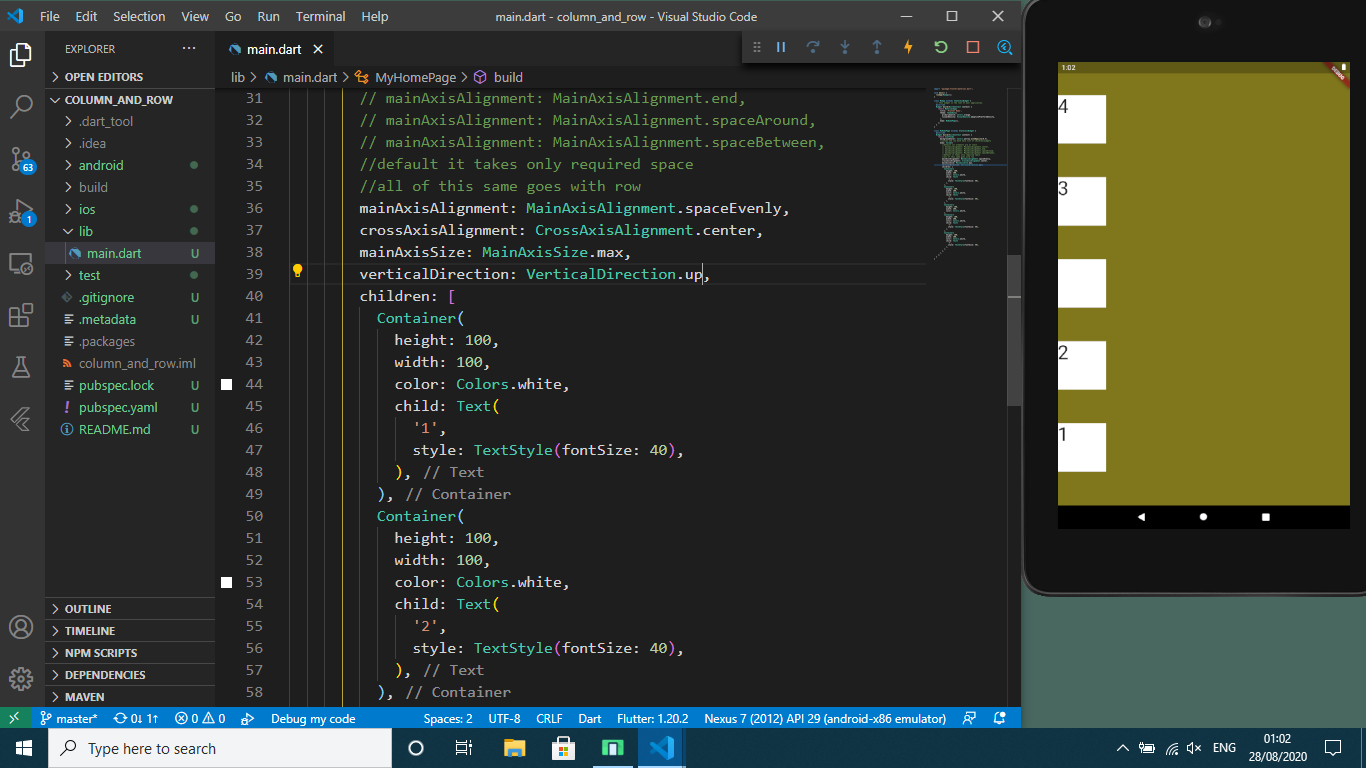 File Edit Selection View Go Run Terminal Help main.dart - column_and_row - Visual Studio Code
EXPLORER
OPEN EDITORS
COLUMN_AND_ROW
.dart_tool
.idea
android
build
ios
lib
main.dart U
test
.gitignore U
.metadata U
.packages
column_and_row.iml
pubspec.lock U
pubspec.yaml U
README.md U
OUTLINE
TIMELINE
NPM SCRIPTS
DEPENDENCIES
MAVEN
63
1
main.dart
lib > main.dart > MyHomePage > build
31 // mainAxisAlignment: MainAxisAlignment.end,
32 // mainAxisAlignment: MainAxisAlignment.spaceAround,
33 // mainAxisAlignment: MainAxisAlignment.spaceBetween,
34 //default it takes only required space
35 //all of this same goes with row
36 mainAxisAlignment: MainAxisAlignment.spaceEvenly,
37 crossAxisAlignment: CrossAxisAlignment.center,
38 mainAxisSize: MainAxisSize.max,
39 verticalDirection: VerticalDirection.up,
40 children: [
41 Container(
42 height: 100,
43 width: 100,
44 color: Colors.white,
45 child: Text(
46 '1',
47 style: TextStyle(fontSize: 40),
48 ), // Text
49 ), // Container
50 Container(
51 height: 100,
52 width: 100,
53 color: Colors.white,
54 child: Text(
55 '2',
56 style: TextStyle(fontSize: 40),
57 ), // Text
58 ), // Container
master* 0↓ 1↑ 0 0 Debug my code Spaces: 2 UTF-8 CRLF Dart Flutter: 1.20.2 Nexus 7 (2012) API 29 (android-x86 emulator)
1:02
DEBUG
4
3
2
1
Type here to search
ENG
01:02
28/08/2020